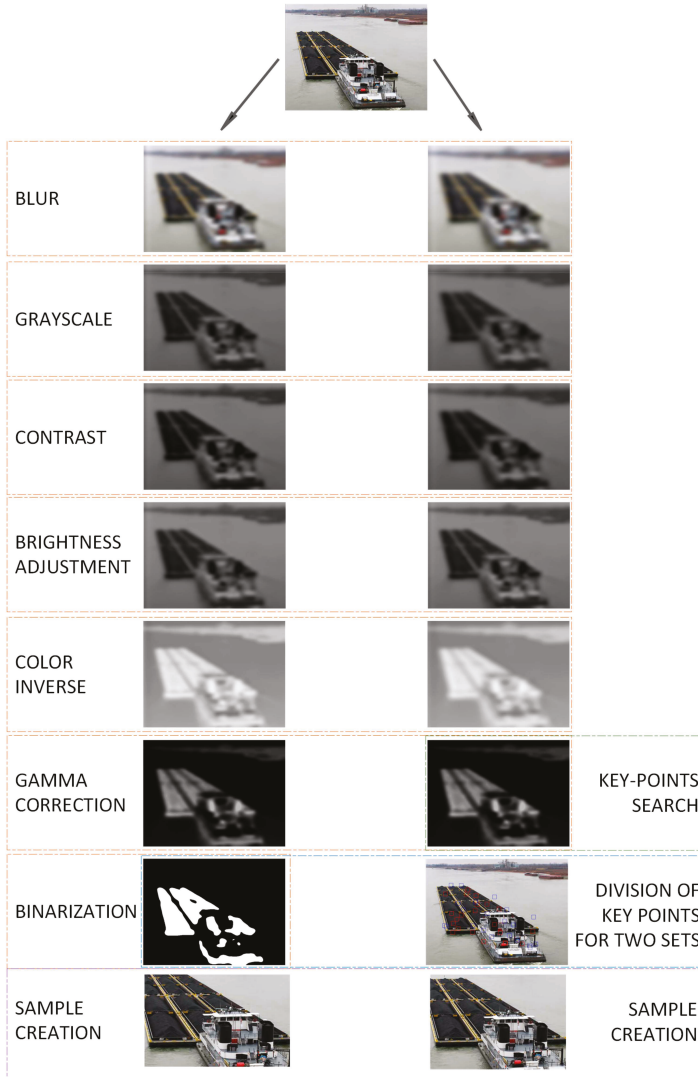 BLUR
GRAYSCALE
CONTRAST
BRIGHTNESS
ADJUSTMENT
COLOR
INVERSE
GAMMA
CORRECTION
KEY-POINTS
SEARCH
BINARIZATION
DIVISION OF
KEY POINTS
FOR TWO SETS
SAMPLE
CREATION
SAMPLE
CREATION